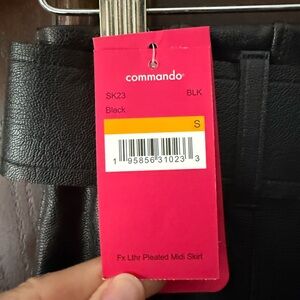 commando®
SK23 BLK
Black
S
1 95856 31023 3
Fx Lthr Pleated Midi Skirt